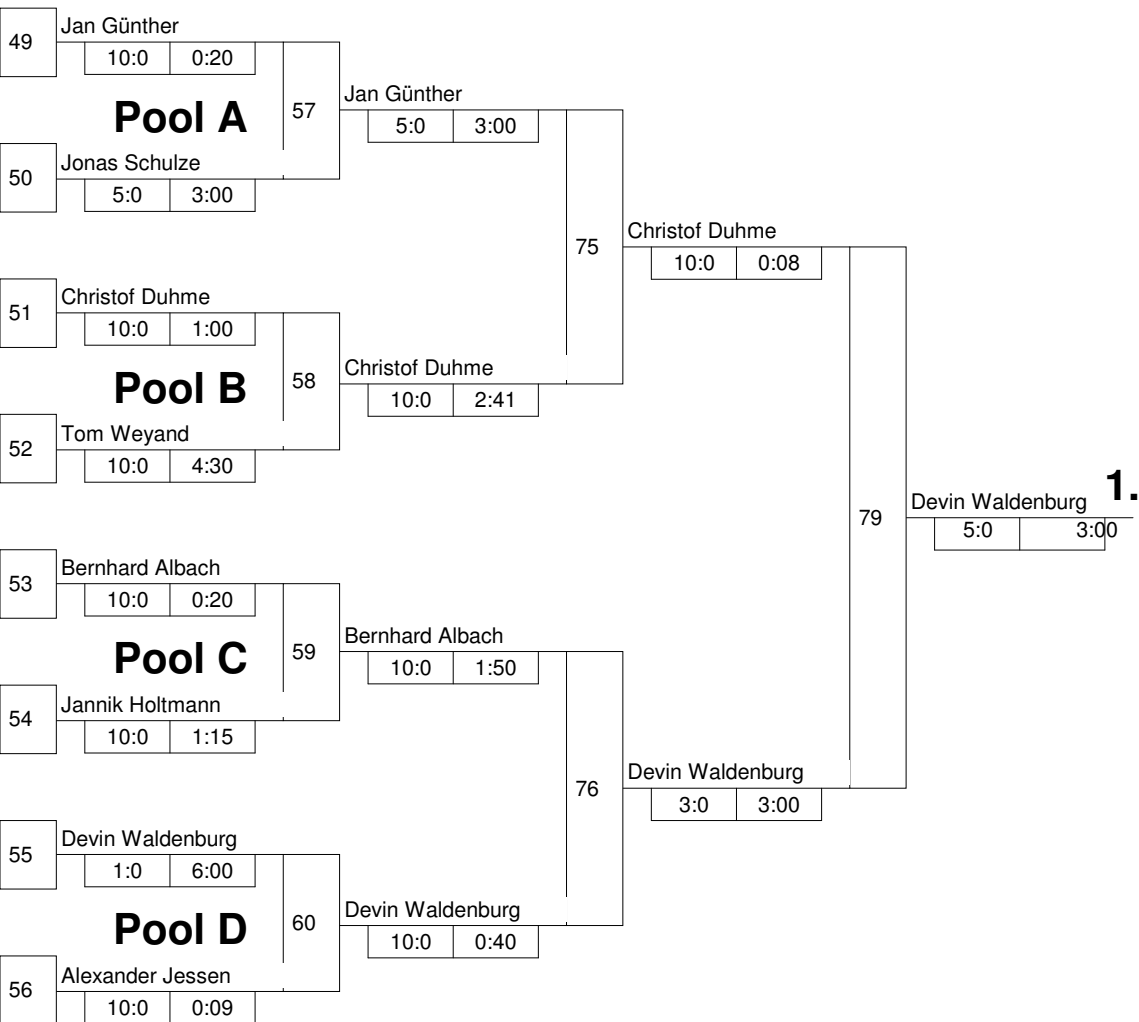 Jan Günther
49
10:0 0:20
Jan Günther
Pool A 57
5:0 3:00
Jonas Schulze
50
5:0 3:00
Christof Duhme
75
10:0 0:08
Christof Duhme
51
10:0 1:00
Christof Duhme
Pool B 58
10:0 2:41
Tom Weyand
52
10:0 4:30
1.
Devin Waldenburg
79
5:0 3:00
Bernhard Albach
53
10:0 0:20
Bernhard Albach
Pool C 59
10:0 1:50
Jannik Holtmann
54
10:0 1:15
Devin Waldenburg
76
3:0 3:00
Devin Waldenburg
55
1:0 6:00
Devin Waldenburg
Pool D 60
10:0 0:40
Alexander Jessen
56
10:0 0:09